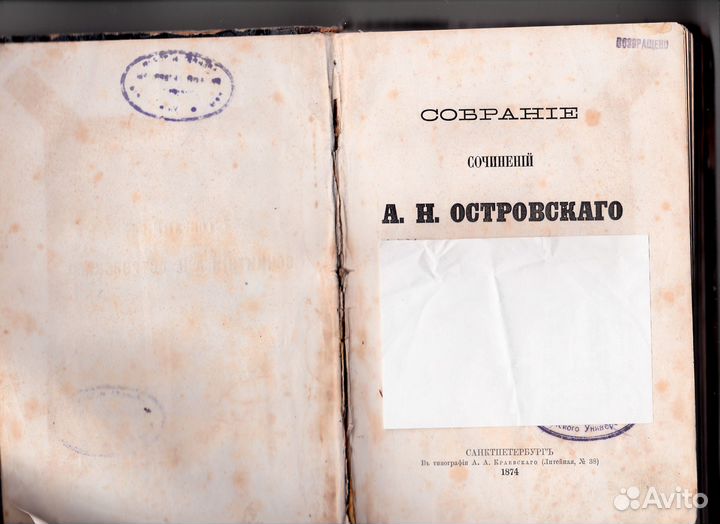 ВОЗВРАЩЕНО
СОБРАНІЕ
СОЧИНЕНІЙ
А. Н. ОСТРОВСКАГО
САНКТПЕТЕРБУРГЪ
Въ типографіи А. А. Краевскаго (Литейная, № 38)
1874
Avito